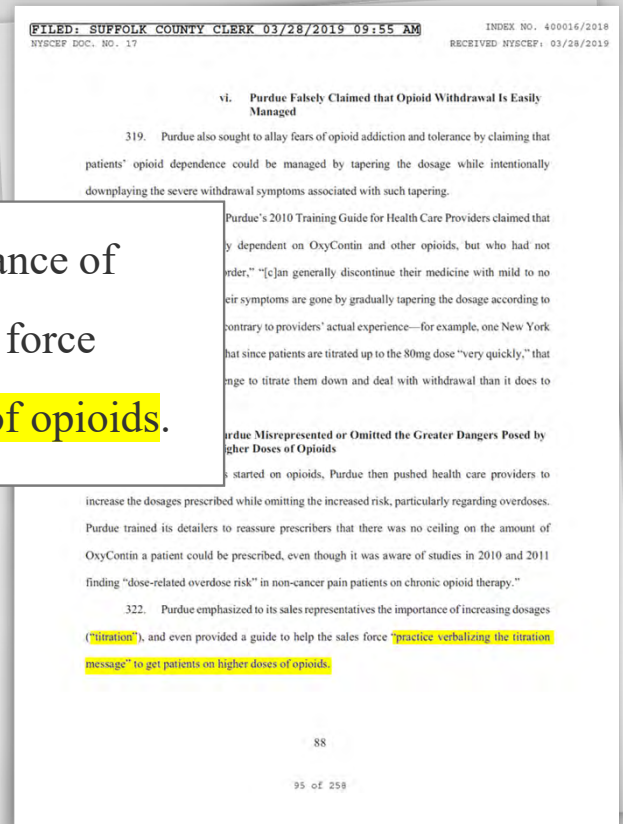 FILED: SUFFOLK COUNTY CLERK 03/28/2019 09:55 AM
INDEX NO. 400016/2018
NYSCEF DOC. NO. 17
RECEIVED NYSCEF: 03/28/2019
vi. Purdue Falsely Claimed that Opioid Withdrawal Is Easily
Managed
319. Purdue also sought to allay fears of opioid addiction and tolerance by claiming that
patients' opioid dependence could be managed by tapering the dosage while intentionally
downplaying the severe withdrawal symptoms associated with such tapering.
ance of
force
of opioids.
Purdue's 2010 Training Guide for Health Care Providers claimed that
y dependent on OxyContin and other opioids, but who had not
rder,” “[c]an generally discontinue their medicine with mild to no
eir symptoms are gone by gradually tapering the dosage according to
contrary to providers' actual experience—for example, one New York
hat since patients are titrated up to the 80mg dose “very quickly,” that
enge to titrate them down and deal with withdrawal than it does to
urdue Misrepresented or Omitted the Greater Dangers Posed by
gher Doses of Opioids
s started on opioids, Purdue then pushed health care providers to
increase the dosages prescribed while omitting the increased risk, particularly regarding overdoses.
Purdue trained its detailers to reassure prescribers that there was no ceiling on the amount of
OxyContin a patient could be prescribed, even though it was aware of studies in 2010 and 2011
finding “dose-related overdose risk” in non-cancer pain patients on chronic opioid therapy.”
322. Purdue emphasized to its sales representatives the importance of increasing dosages
(“titration”), and even provided a guide to help the sales force “practice verbalizing the titration
message” to get patients on higher doses of opioids.
88
95 of 258